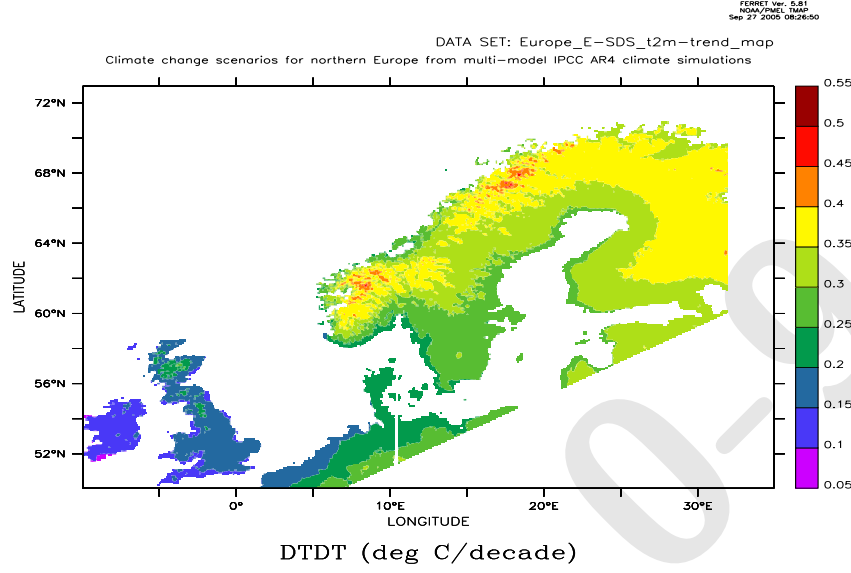 FERRET Ver. 5.81
NOAA/PMEL TMAP
Sep 27 2005 08:26:50
DATA SET: Europe_E-SDS_t2m-trend_map
Climate change scenarios for northern Europe from multi-model IPCC AR4 climate simulations
72°N
68°N
64°N
60°N
56°N
52°N
LATITUDE
0°
10°E
20°E
30°E
LONGITUDE
0.55
0.5
0.45
0.4
0.35
0.3
0.25
0.2
0.15
0.1
0.05
DTDT (deg C/decade)